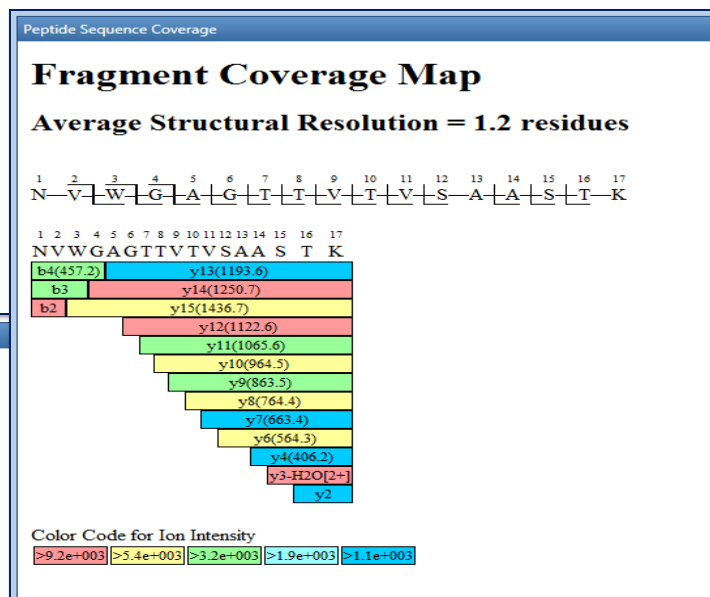 Peptide Sequence Coverage
Fragment Coverage Map
Average Structural Resolution = 1.2 residues
1 2 3 4 5 6 7 8 9 10 11 12 13 14 15 16 17
N V W G A G T T V T V S A A S T K
1 2 3 4 5 6 7 8 9 10 11 12 13 14 15 16 17
N V W G A G T T V T V S A A S T K
b4(457.2) y13(1193.6)
b3 y14(1250.7)
b2 y15(1436.7)
y12(1122.6)
y11(1065.6)
y10(964.5)
y9(863.5)
y8(764.4)
y7(663.4)
y6(564.3)
y4(406.2)
y3-H2O[2+]
y2
Color Code for Ion Intensity
>9.2e+003 >5.4e+003 >3.2e+003 >1.9e+003 >1.1e+003